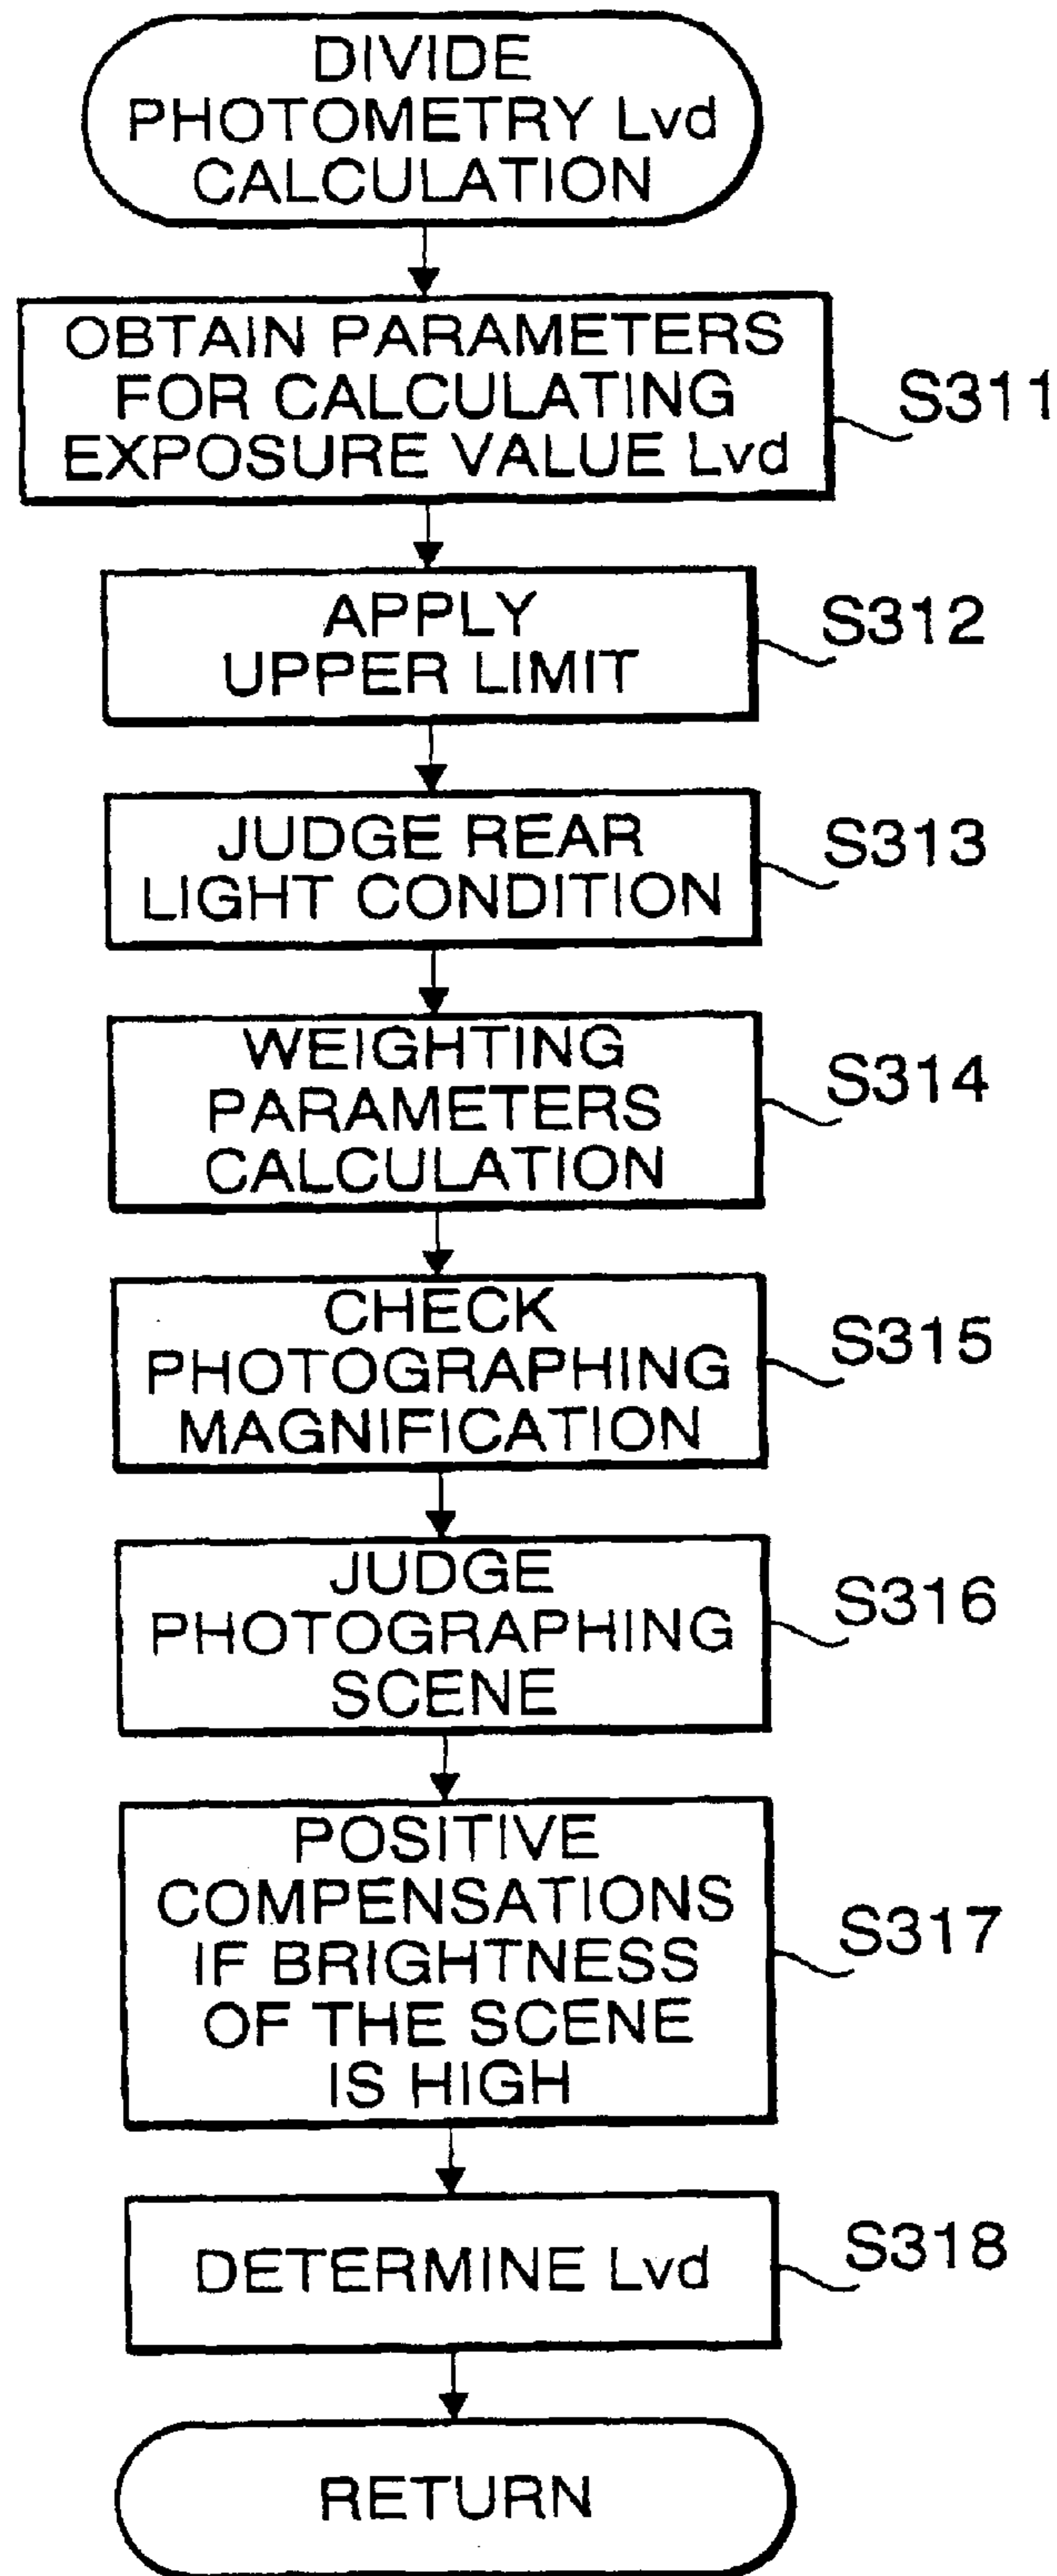 DIVIDE
PHOTOMETRY Lvd
CALCULATION
OBTAIN PARAMETERS
FOR CALCULATING
EXPOSURE VALUE Lvd
S311
APPLY
UPPER LIMIT
S312
JUDGE REAR
LIGHT CONDITION
S313
WEIGHTING
PARAMETERS
CALCULATION
S314
CHECK
PHOTOGRAPHING
MAGNIFICATION
S315
JUDGE
PHOTOGRAPHING
SCENE
S316
POSITIVE
COMPENSATIONS
IF BRIGHTNESS
OF THE SCENE
IS HIGH
S317
DETERMINE Lvd
S318
RETURN